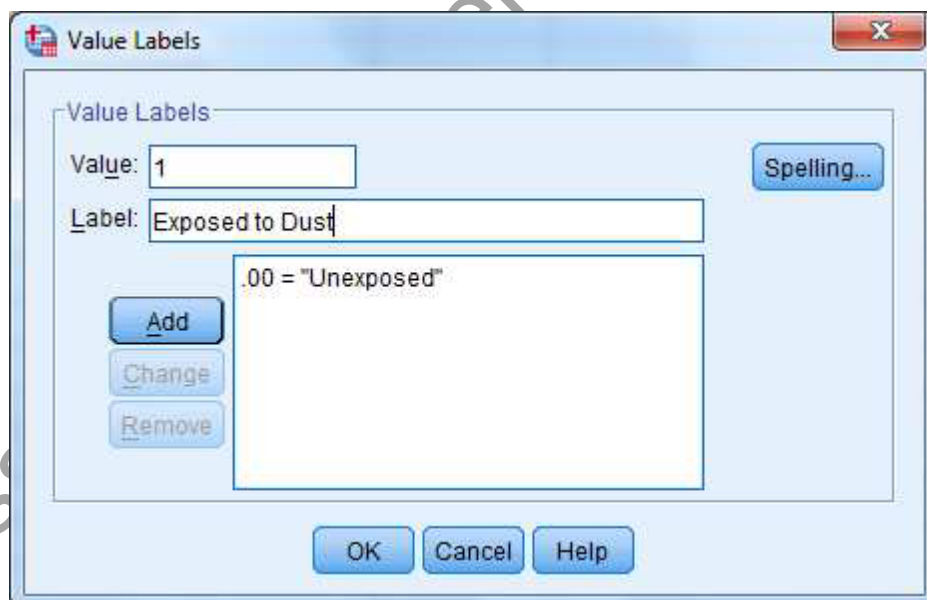 Value Labels
Value Labels
Value: 1
Spelling...
Label: Exposed to Dust
.00 = "Unexposed"
Add
Change
Remove
OK Cancel Help